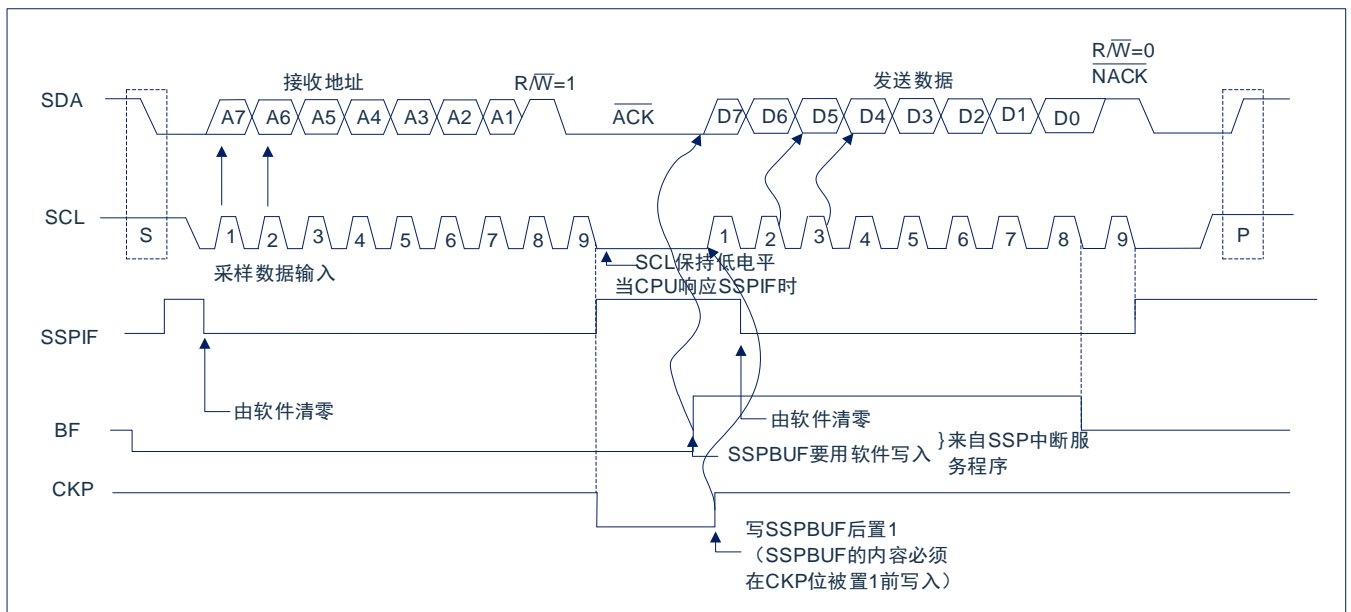 R/W̅=0
接收地址 R/W̅=1 发送数据 N̅A̅C̅K̅
SDA A7 A6 A5 A4 A3 A2 A1 A̅C̅K̅ D7 D6 D5 D4 D3 D2 D1 D0
SCL S 1 2 3 4 5 6 7 8 9 1 2 3 4 5 6 7 8 9 P
采样数据输入
SCL保持低电平
当CPU响应SSPIF时
SSPIF
由软件清零
由软件清零
BF
SSPBUF要用软件写入
}来自SSP中断服
务程序
CKP
写SSPBUF后置1
（SSPBUF的内容必须
在CKP位被置1前写入）